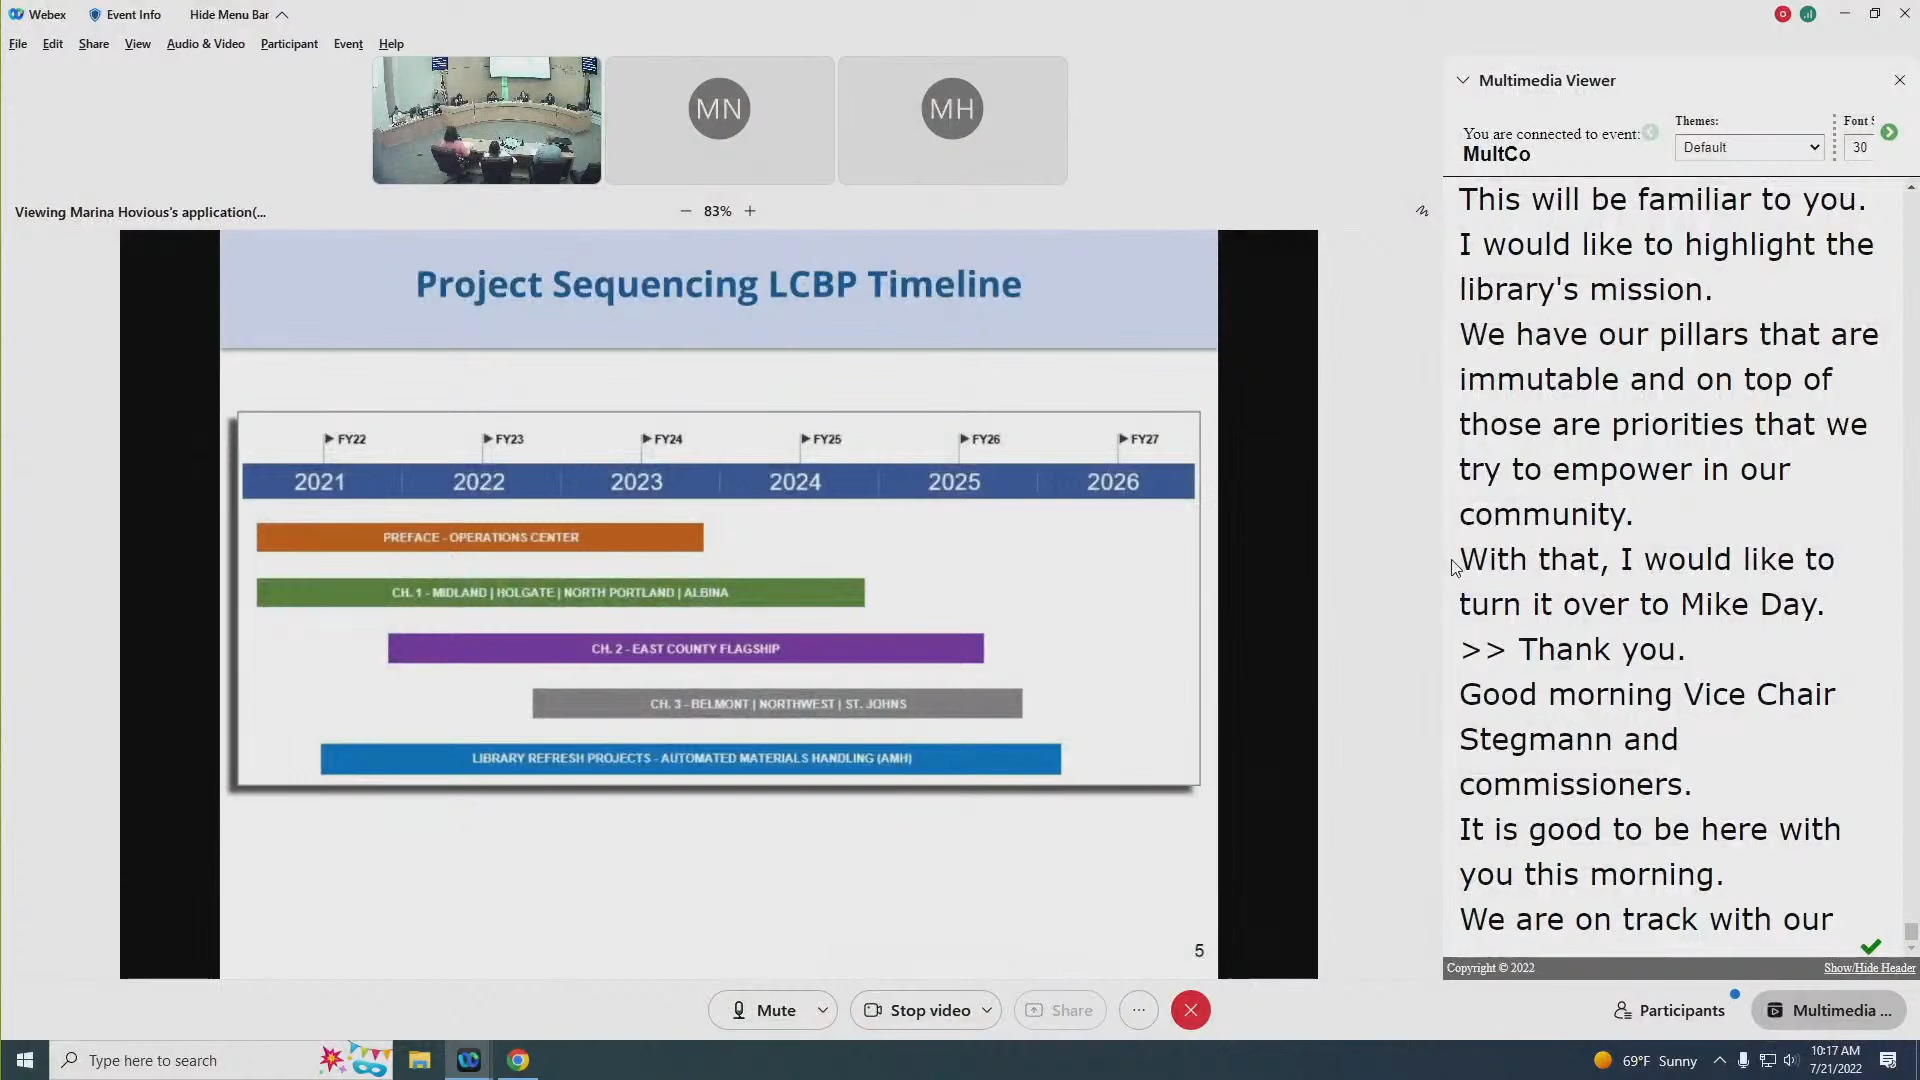 Webex
Event Info
Hide Menu Bar
File
Edit
Share
View
Audio & Video
Participant
Event
Help
MN
MH
Viewing Marina Hovious's application(...
83%
Project Sequencing LCBP Timeline
FY22
FY23
FY24
FY25
FY26
FY27
2021
2022
2023
2024
2025
2026
PREFACE - OPERATIONS CENTER
CH. 1 - MIDLAND | HOLGATE | NORTH PORTLAND | ALBINA
CH. 2 - EAST COUNTY FLAGSHIP
CH. 3 - BELMONT | NORTHWEST | ST. JOHNS
LIBRARY REFRESH PROJECTS - AUTOMATED MATERIALS HANDLING (AMH)
5
Multimedia Viewer
You are connected to event:
MultCo
Themes:
Default
Font S
30
This will be familiar to you.
I would like to highlight the
library's mission.
We have our pillars that are
immutable and on top of
those are priorities that we
try to empower in our
community.
With that, I would like to
turn it over to Mike Day.
>> Thank you.
Good morning Vice Chair
Stegmann and
commissioners.
It is good to be here with
you this morning.
We are on track with our
Copyright © 2022
Show/Hide Header
Mute
Stop video
Share
Participants
Multimedia ...
Type here to search
69°F Sunny
10:17 AM
7/21/2022